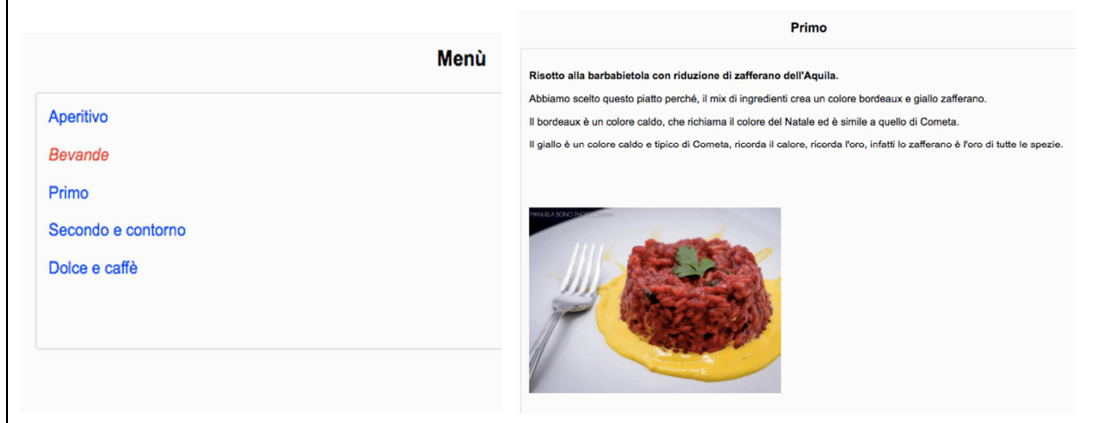 Menù
Aperitivo
Bevande
Primo
Secondo e contorno
Dolce e caffè
Primo
Risotto alla barbabietola con riduzione di zafferano dell'Aquila.
Abbiamo scelto questo piatto perché, il mix di ingredienti crea un colore bordeaux e giallo zafferano.
Il bordeaux è un colore caldo, che richiama il colore del Natale ed è simile a quello di Cometa.
Il giallo è un colore caldo e tipico di Cometa, ricorda il calore, ricorda l'oro, infatti lo zafferano è l'oro di tutte le spezie.